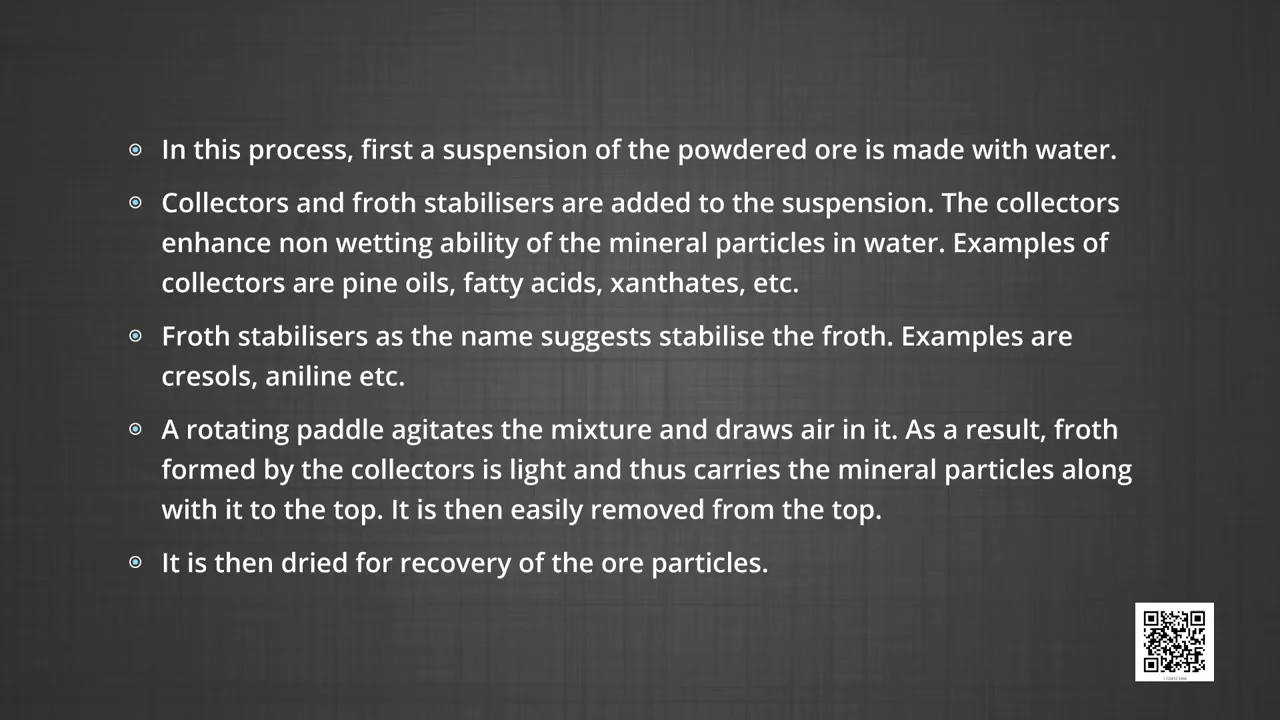 In this process, first a suspension of the powdered ore is made with water.
Collectors and froth stabilisers are added to the suspension. The collectors
enhance non wetting ability of the mineral particles in water. Examples of
collectors are pine oils, fatty acids, xanthates, etc.
Froth stabilisers as the name suggests stabilise the froth. Examples are
cresols, aniline etc.
A rotating paddle agitates the mixture and draws air in it. As a result, froth
formed by the collectors is light and thus carries the mineral particles along
with it to the top. It is then easily removed from the top.
It is then dried for recovery of the ore particles.